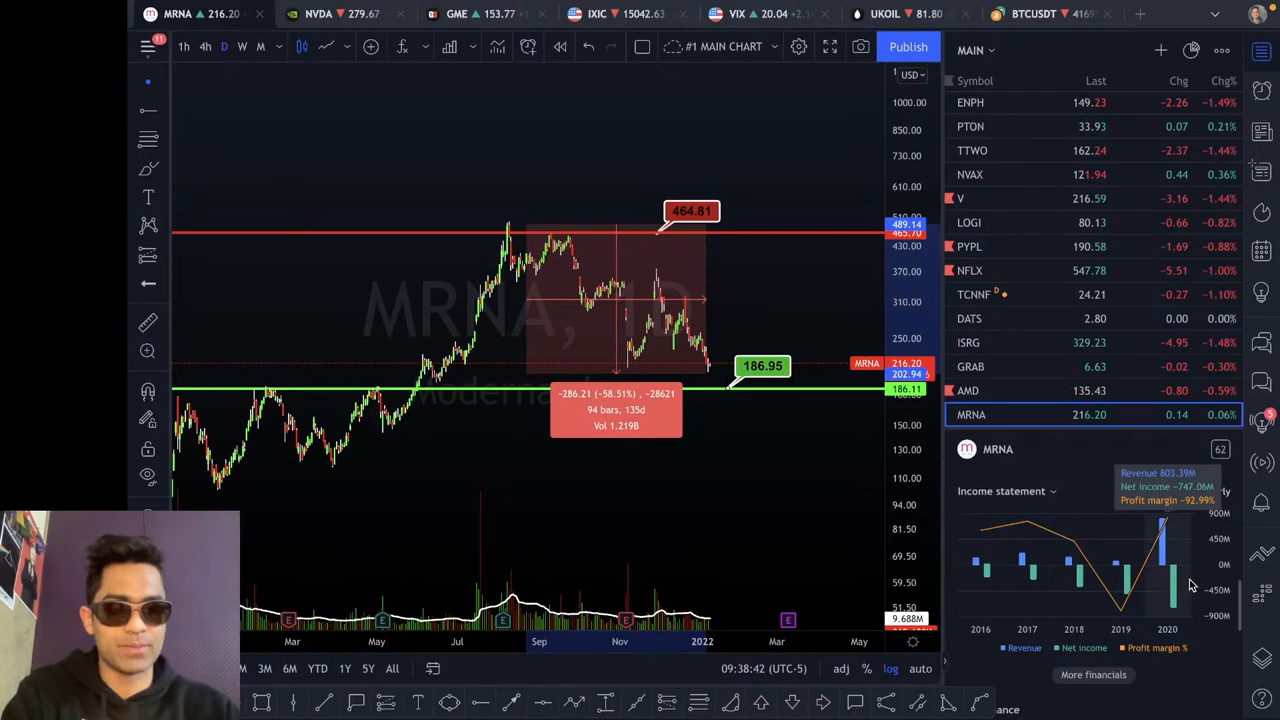 MRNA ▲ 216.20
NVDA ▼ 279.67
GME ▲ 153.77
IXIC ▼ 15042.63
VIX ▲ 20.04
UKOIL ▼ 81.80
BTCUSDT ▼
11
1h 4h D W M
#1 MAIN CHART
Publish
MAIN
USD
Symbol Last Chg Chg%
ENPH 149.23 −2.26 −1.49%
PTON 33.93 0.07 0.21%
TTWO 162.24 −2.37 −1.44%
NVAX 121.94 0.44 0.36%
V 216.59 −3.16 −1.44%
LOGI 80.13 −0.66 −0.82%
PYPL 190.58 −1.69 −0.88%
NFLX 547.78 −5.51 −1.00%
TCNNF 24.21 −0.27 −1.10%
DATS 2.80 0.00 0.00%
ISRG 329.23 −4.95 −1.48%
GRAB 6.63 −0.02 −0.30%
AMD 135.43 −0.80 −0.59%
MRNA 216.20 0.14 0.06%
1000.00
850.00
730.00
610.00
489.14
465.70
430.00
370.00
310.00
250.00
MRNA 216.20
202.94
186.11
150.00
130.00
110.00
94.00
81.50
69.50
59.50
51.50
9.688M
464.81
186.95
MRNA, 1D
−286.21 (−58.51%) , −28621
94 bars, 135d
Vol 1.219B
E E E E E
Mar May Jul Sep Nov 2022 Mar May
3M 6M YTD 1Y 5Y All
09:38:42 (UTC-5)
adj % log auto
MRNA
62
Income statement
Revenue 803.39M
Net income −747.06M
Profit margin −92.99%
900M
450M
0M
−450M
−900M
2016 2017 2018 2019 2020
Revenue Net income Profit margin %
More financials
5